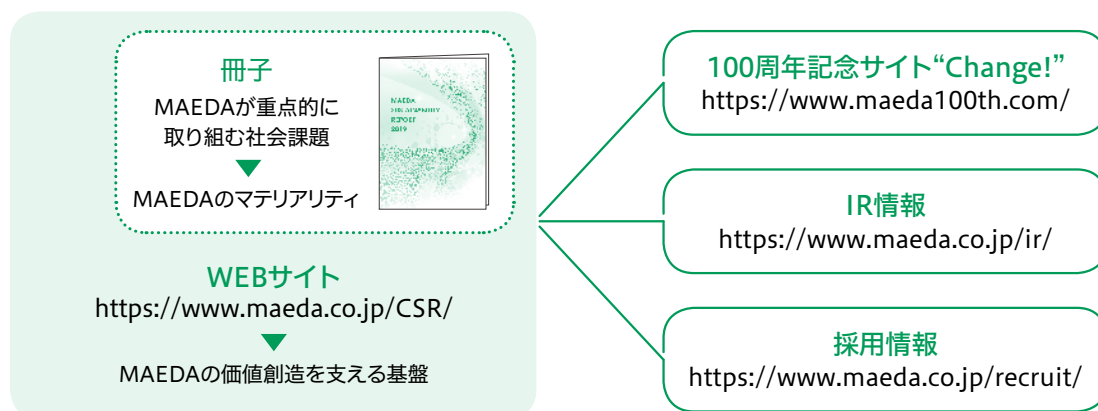 冊子
MAEDAが重点的に
取り組む社会課題
MAEDAのマテリアリティ
MAEDA
SUSTAINABILITY
REPORT
2019
WEBサイト
https://www.maeda.co.jp/CSR/
MAEDAの価値創造を支える基盤
100周年記念サイト“Change!”
https://www.maeda100th.com/
IR情報
https://www.maeda.co.jp/ir/
採用情報
https://www.maeda.co.jp/recruit/